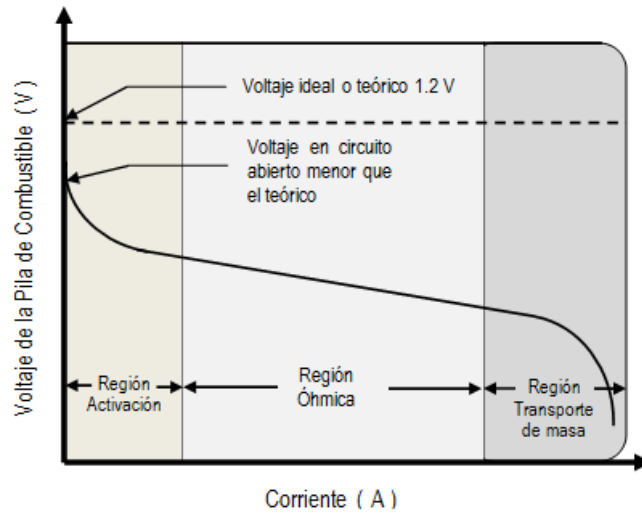 Voltaje de la Pila de Combustible ( V )
Voltaje ideal o teórico 1.2 V
Voltaje en circuito
abierto menor que
el teórico
Región
Activación
Región
Óhmica
Región
Transporte
de masa
Corriente ( A )